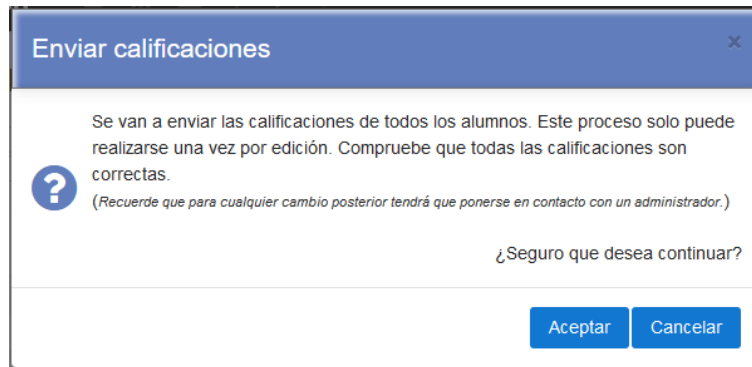 Enviar calificaciones
×
Se van a enviar las calificaciones de todos los alumnos. Este proceso solo puede
realizarse una vez por edición. Compruebe que todas las calificaciones son
correctas.
(Recuerde que para cualquier cambio posterior tendrá que ponerse en contacto con un administrador.)
¿Seguro que desea continuar?
Aceptar Cancelar